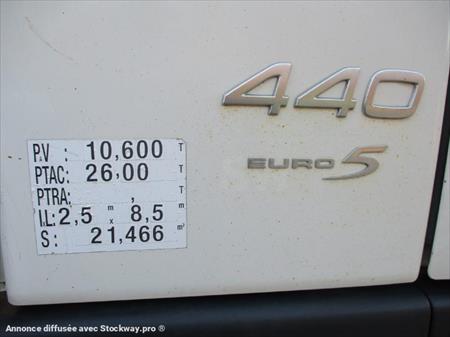 440
EURO 5
P.V : 10,600 T
PTAC: 26,00 T
PTRA: , T
I.L: 2,5 m x 8,5 m
S : 21,466 m²
Annonce diffusée avec Stockway.pro ®